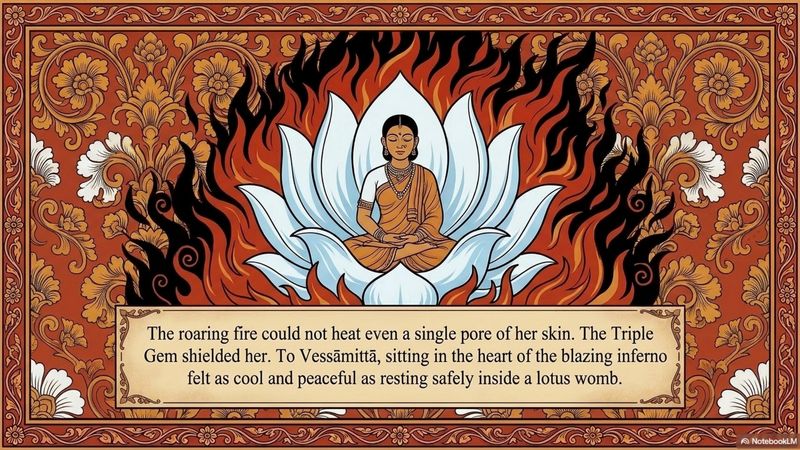 The roaring fire could not heat even a single pore of her skin. The Triple
Gem shielded her. To Vessāmittā, sitting in the heart of the blazing inferno
felt as cool and peaceful as resting safely inside a lotus womb.
NotebookLM